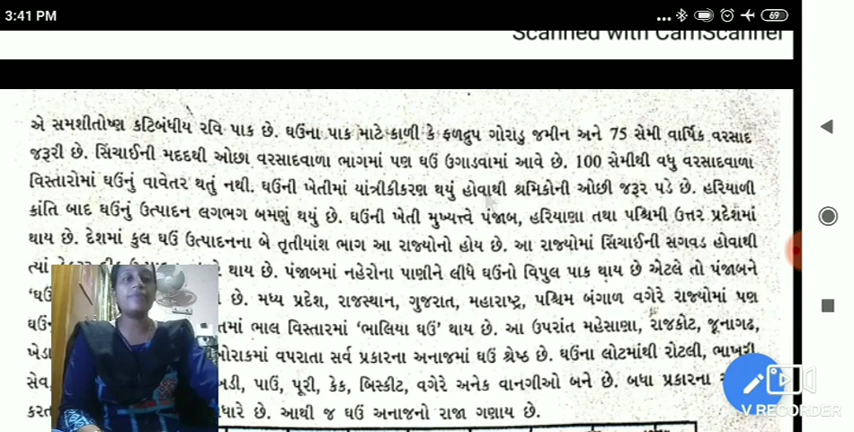 3:41 PM
69
Scanned with CamScanner
એ સમશીતોષ્ણ કટિબંધીય રવિ પાક છે. ઘઉંના પાક માટે કાળી કે ફળદ્રુપ ગોરાડુ જમીન અને 75 સેમી વાર્ષિક વરસાદ
જરૂરી છે. સિંચાઈની મદદથી ઓછા વરસાદવાળા ભાગમાં પણ ઘઉં ઉગાડવામાં આવે છે. 100 સેમીથી વધુ વરસાદવાળા
વિસ્તારોમાં ઘઉંનું વાવેતર થતું નથી. ઘઉંની ખેતીમાં યાંત્રીકીકરણ થયું હોવાથી શ્રમિકોની ઓછી જરૂર પડે છે. હરિયાળી
ક્રાંતિ બાદ ઘઉંનું ઉત્પાદન લગભગ બમણું થયું છે. ઘઉંની ખેતી મુખ્યત્ત્વે પંજાબ, હરિયાણા તથા પશ્ચિમી ઉત્તર પ્રદેશમાં
થાય છે. દેશમાં કુલ ઘઉં ઉત્પાદનના બે તૃતીયાંશ ભાગ આ રાજ્યોનો હોય છે. આ રાજ્યોમાં સિંચાઈની સગવડ હોવાથી
ત્યાં થાય છે. પંજાબમાં નહેરોના પાણીને લીધે ઘઉંનો વિપુલ પાક થાય છે એટલે તો પંજાબને
‘ઘઉં છે. મધ્ય પ્રદેશ, રાજસ્થાન, ગુજરાત, મહારાષ્ટ્ર, પશ્ચિમ બંગાળ વગેરે રાજ્યોમાં પણ
ભાલ વિસ્તારમાં ‘ભાલિયા ઘઉં’ થાય છે. આ ઉપરાંત મહેસાણા, રાજકોટ, જૂનાગઢ,
વપરાતા સર્વ પ્રકારના અનાજમાં ઘઉં શ્રેષ્ઠ છે. ઘઉંના લોટમાંથી રોટલી, ભાખરી
સેવ, પાઉં, પૂરી, કેક, બિસ્કીટ, વગેરે અનેક વાનગીઓ બને છે. બધા પ્રકારના
છે. આથી જ ઘઉં અનાજનો રાજા ગણાય છે.
V RECORDER